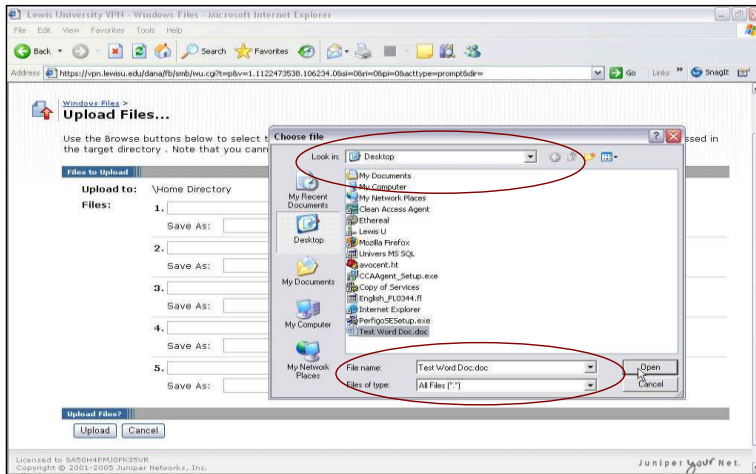 Lewis University VPN - Windows Files - Microsoft Internet Explorer
File Edit View Favorites Tools Help
Back Search Favorites
Address https://vpn.lewisu.edu/dana/fb/smb/wu.cgi?t=p&v=1.1122473538.106234.0&si=0&ri=0&pi=0&acttype=prompt&dir= Go Links » SnagIt
Windows Files >
Upload Files...
Use the Browse buttons below to select t
ssed in
the target directory . Note that you cann
Files to Upload
Upload to: \Home Directory
Files: 1.
Save As:
2.
Save As:
3.
Save As:
4.
Save As:
5.
Save As:
Upload Files?
Upload Cancel
Choose file
Look in: Desktop
My Recent Documents
Desktop
My Documents
My Computer
My Network Places
My Documents
My Computer
My Network Places
Clean Access Agent
Ethereal
Lewis U
Mozilla Firefox
Univers MS SQL
avocent.ht
CCAAgent_Setup.exe
Copy of Services
English_FL0344.fl
Internet Explorer
PerfigoSESetup.exe
Test Word Doc.doc
File name: Test Word Doc.doc Open
Files of type: All Files (*.*) Cancel
Licensed to SA50H4PMJ0FK35VR
Copyright © 2001-2005 Juniper Networks, Inc.
Juniper your Net.